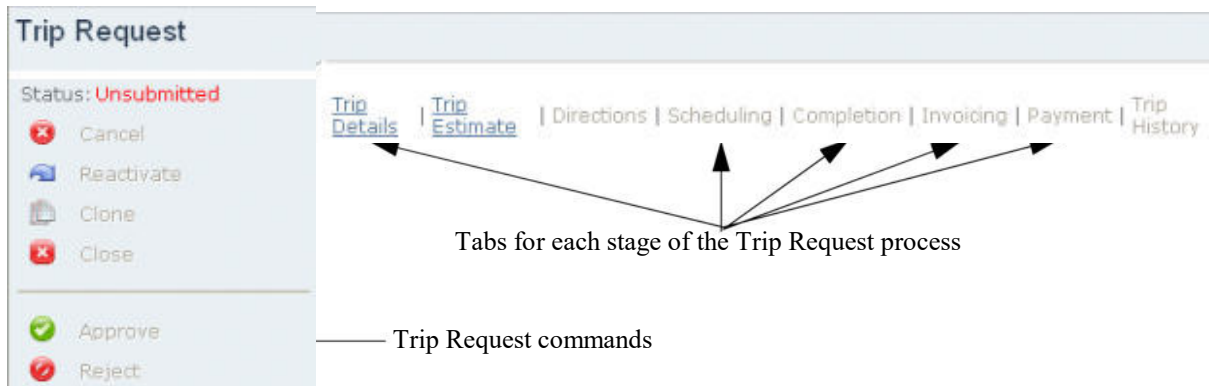 Trip Request
Status: Unsubmitted
Cancel
Reactivate
Clone
Close
Approve
Reject
Trip Details | Trip Estimate | Directions | Scheduling | Completion | Invoicing | Payment | Trip History
Tabs for each stage of the Trip Request process
Trip Request commands